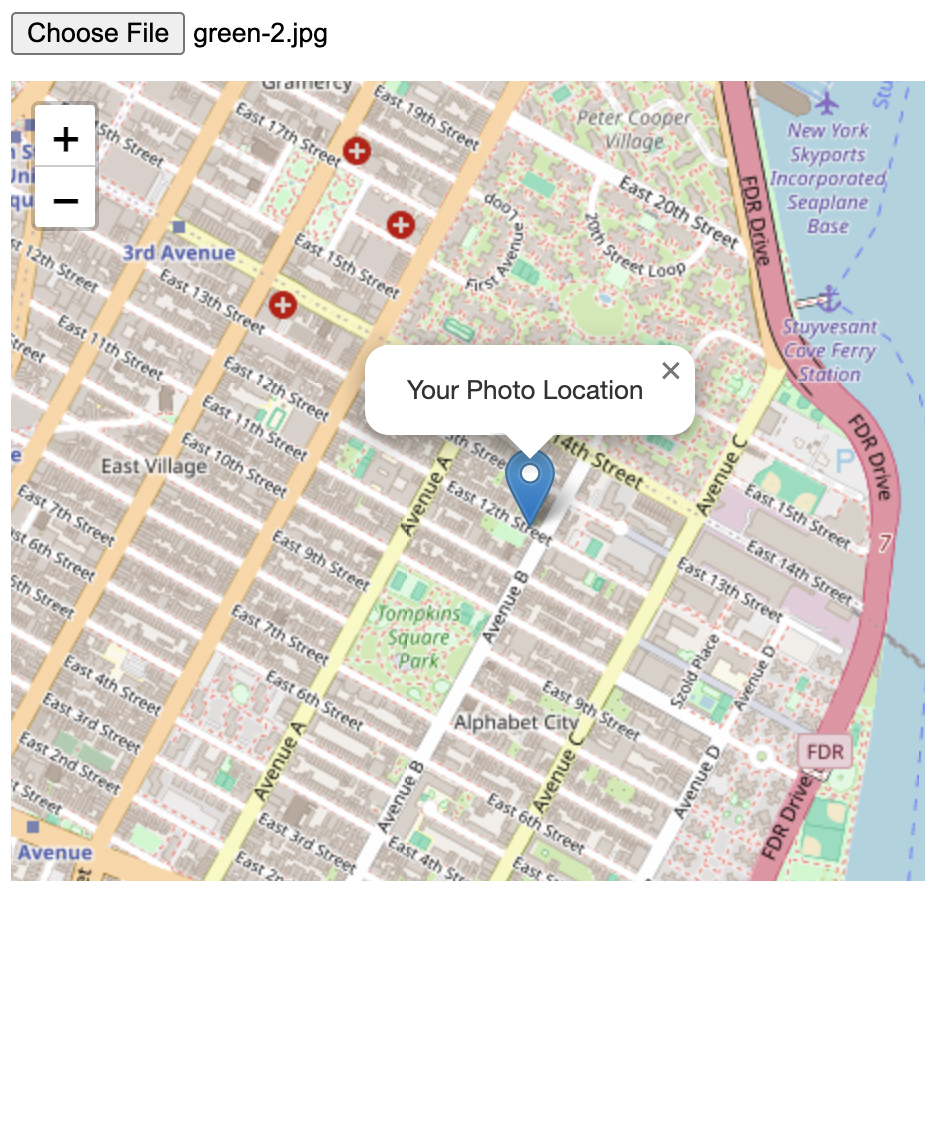 Choose File green-2.jpg
Gramercy
East 19th Street
East 17th Street
5th Street
Peter Cooper
Village
New York
Skyports
Incorporated
Seaplane
Base
Stu
+
−
East 20th Street
FDR Drive
Loop
First Avenue
20th Street Loop
3rd Avenue
East 15th Street
12th Street
East 13th Street
Stuyvesant
Cove Ferry
Station
East 11th Street
East 12th Street
Your Photo Location
×
East 11th Street
East 10th Street
East Village
14th Street
Avenue A
Avenue C
FDR Drive
P
East 7th Street
East 12th Street
East 15th Street
East 14th Street
7
East 6th Street
East 9th Street
East 13th Street
5th Street
Avenue B
Tompkins
Square
Park
East 7th Street
Szold Place
Avenue D
East 4th Street
East 6th Street
East 9th Street
East 3rd Street
Alphabet City
FDR
East 2nd Street
Avenue A
Avenue B
Avenue C
Avenue D
FDR Drive
East 6th Street
East 3rd Street
East 4th
Avenue
East